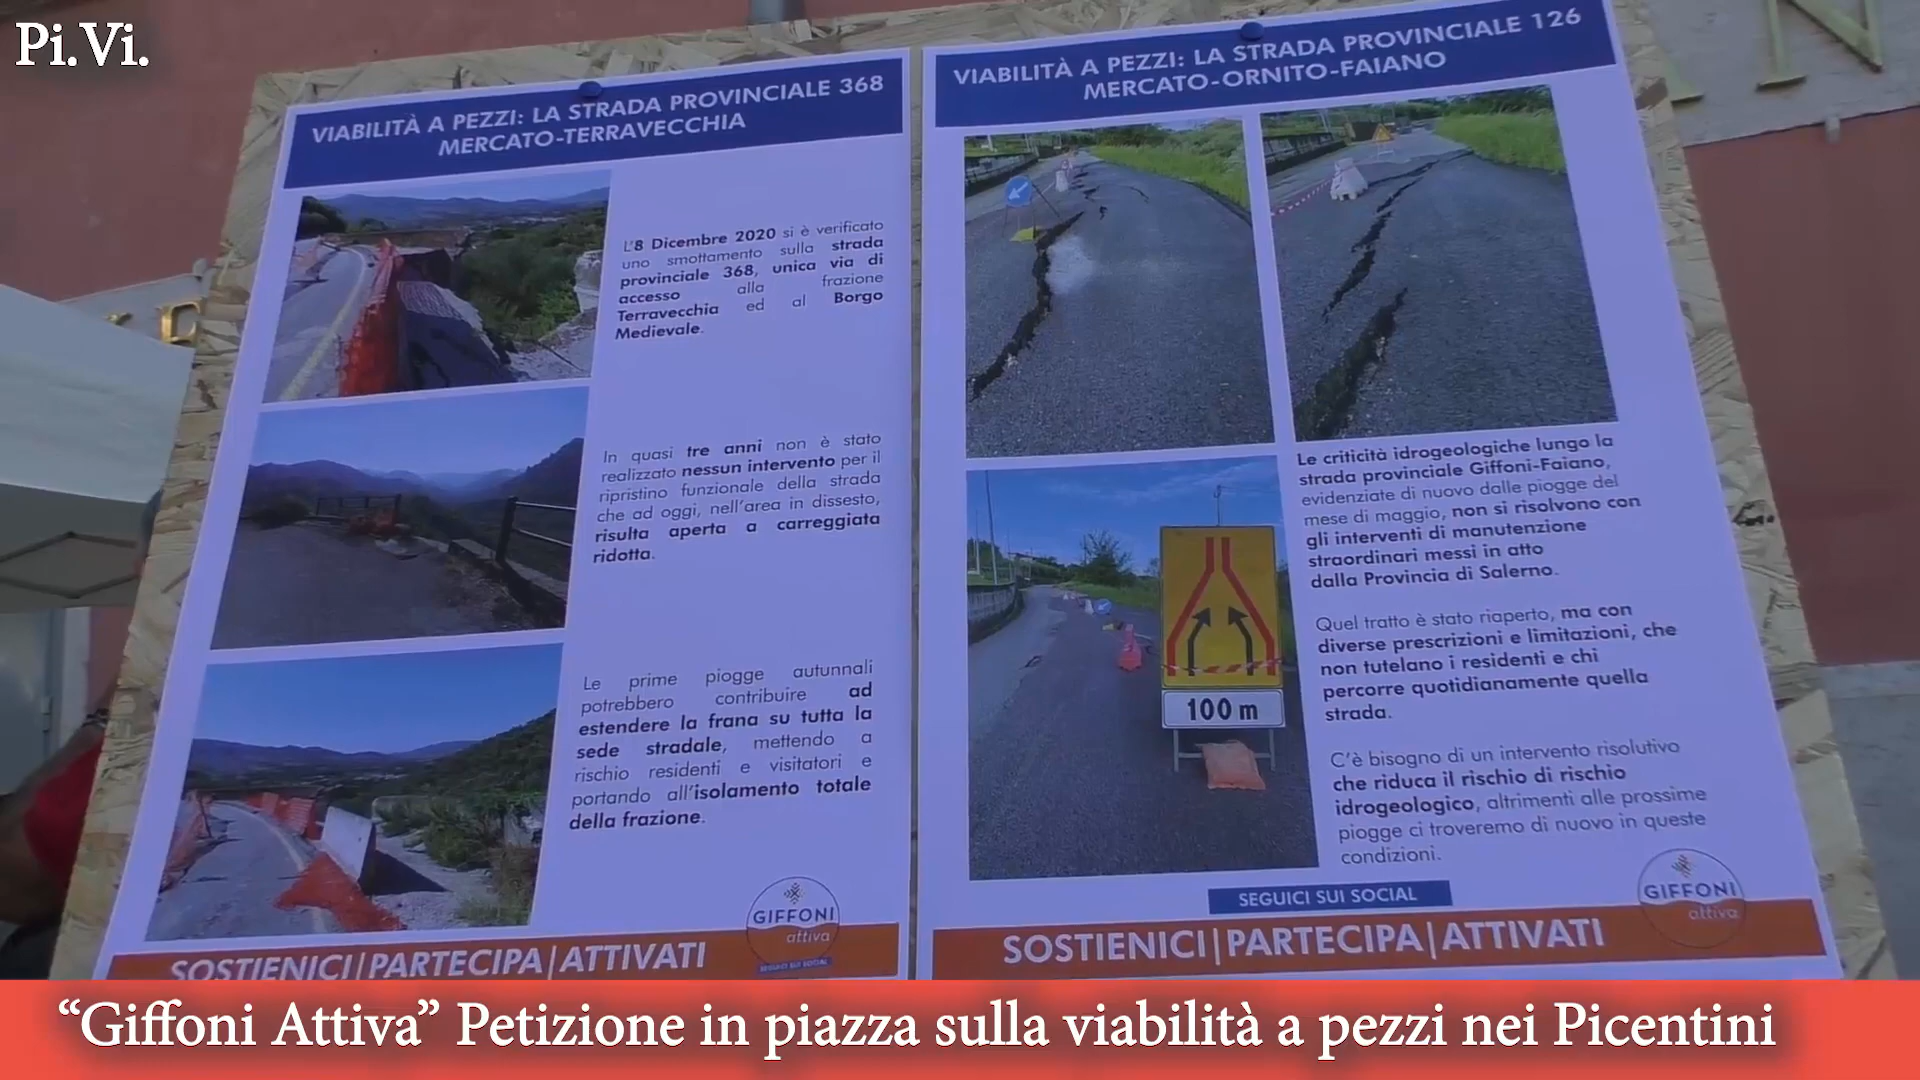 Pi.Vi.
VIABILITÀ A PEZZI: LA STRADA PROVINCIALE 368
MERCATO-TERRAVECCHIA
L'8 Dicembre 2020 si è verificato
uno smottamento sulla strada
provinciale 368, unica via di
accesso alla frazione
Terravecchia ed al Borgo
Medievale.
In quasi tre anni non è stato
realizzato nessun intervento per il
ripristino funzionale della strada
che ad oggi, nell'area in dissesto,
risulta aperta a carreggiata
ridotta.
Le prime piogge autunnali
potrebbero contribuire ad
estendere la frana su tutta la
sede stradale, mettendo a
rischio residenti e visitatori e
portando all'isolamento totale
della frazione.
GIFFONI
attiva
SEGUICI SUI SOCIAL
SOSTIENICI|PARTECIPA|ATTIVATI
VIABILITÀ A PEZZI: LA STRADA PROVINCIALE 126
MERCATO-ORNITO-FAIANO
Le criticità idrogeologiche lungo la
strada provinciale Giffoni-Faiano,
evidenziate di nuovo dalle piogge del
mese di maggio, non si risolvono con
gli interventi di manutenzione
straordinari messi in atto
dalla Provincia di Salerno.
Quel tratto è stato riaperto, ma con
diverse prescrizioni e limitazioni, che
non tutelano i residenti e chi
percorre quotidianamente quella
strada.
C'è bisogno di un intervento risolutivo
che riduca il rischio di rischio
idrogeologico, altrimenti alle prossime
piogge ci troveremo di nuovo in queste
condizioni.
100 m
SEGUICI SUI SOCIAL
GIFFONI
attiva
SOSTIENICI|PARTECIPA|ATTIVATI
“Giffoni Attiva” Petizione in piazza sulla viabilità a pezzi nei Picentini